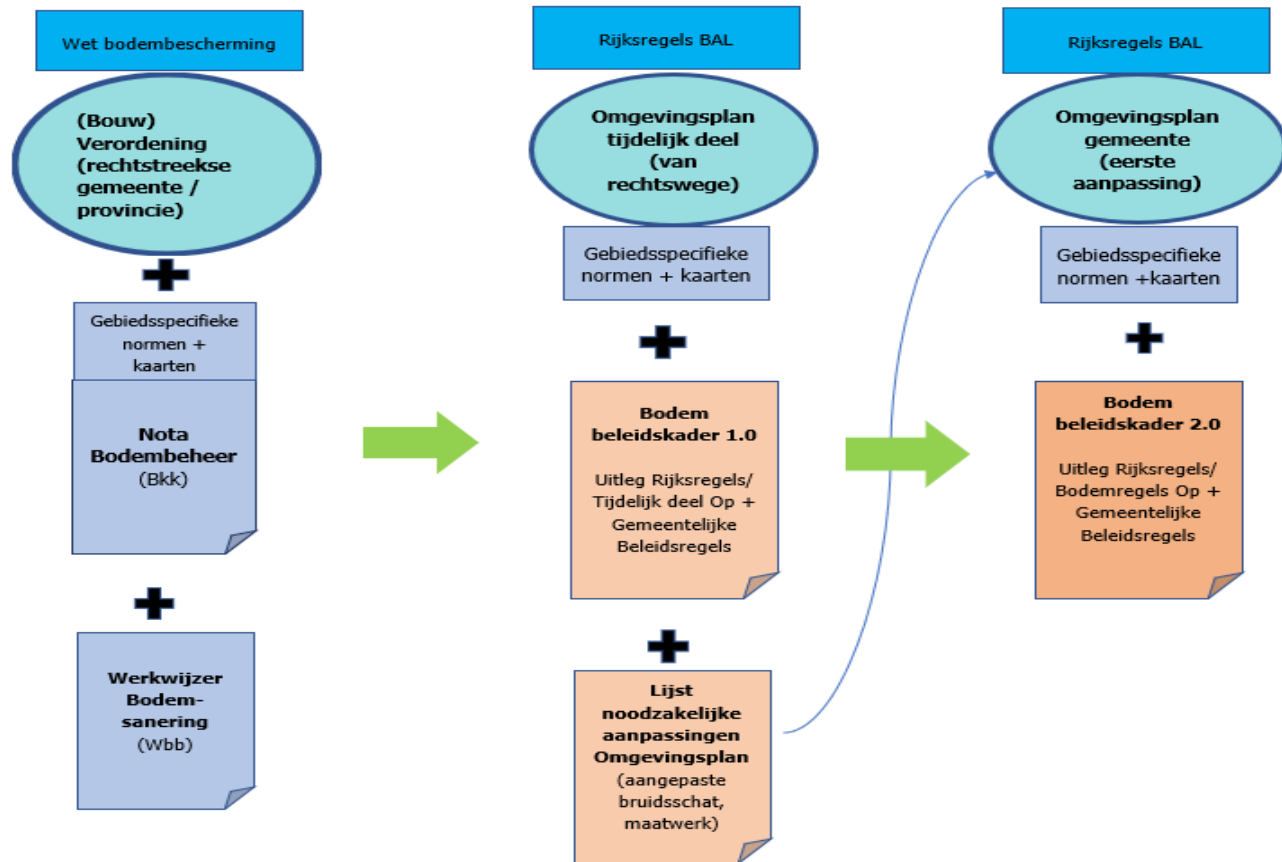 Wet bodembescherming
(Bouw)
Verordening
(rechtstreekse
gemeente /
provincie)
Gebiedsspecifieke
normen +
kaarten
Nota
Bodembeheer
(Bkk)
Werkwijzer
Bodem-
sanering
(Wbb)
Rijksregels BAL
Omgevingsplan
tijdelijk deel
(van
rechtswege)
Gebiedsspecifieke
normen + kaarten
Bodem
beleidskader 1.0
Uitleg Rijksregels/
Tijdelijk deel Op +
Gemeentelijke
Beleidsregels
Lijst
noodzakelijke
aanpassingen
Omgevingsplan
(aangepaste
bruidsschat,
maatwerk)
Rijksregels BAL
Omgevingsplan
gemeente
(eerste
aanpassing)
Gebiedsspecifieke
normen +kaarten
Bodem
beleidskader 2.0
Uitleg Rijksregels/
Bodemregels Op +
Gemeentelijke
Beleidsregels